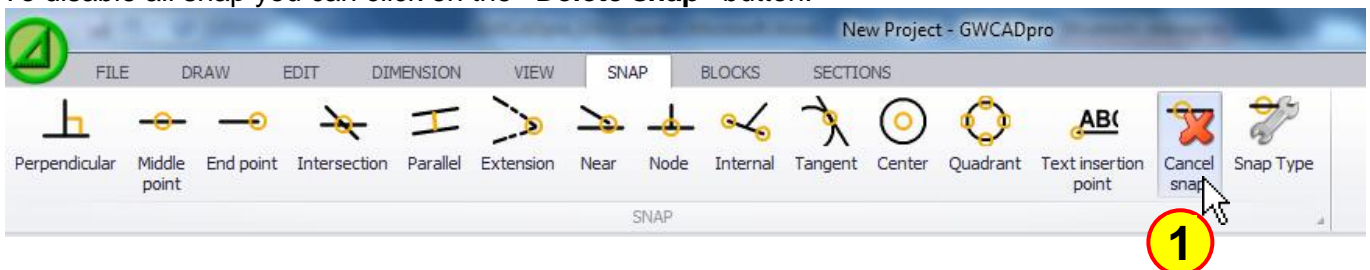 To disable all snap you can click on the "Delete snap" button.
New Project - GWCADpro
FILE DRAW EDIT DIMENSION VIEW SNAP BLOCKS SECTIONS
ABC
Perpendicular Middle point End point Intersection Parallel Extension Near Node Internal Tangent Center Quadrant Text insertion point Cancel snap Snap Type
SNAP
1